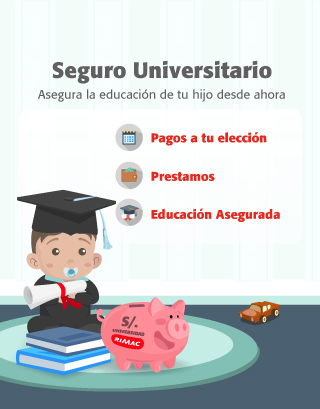 Seguro Universitario
Asegura la educación de tu hijo desde ahora
Pagos a tu elección
Prestamos
Educación Asegurada
S/.
UNIVERSIDAD
RIMAC